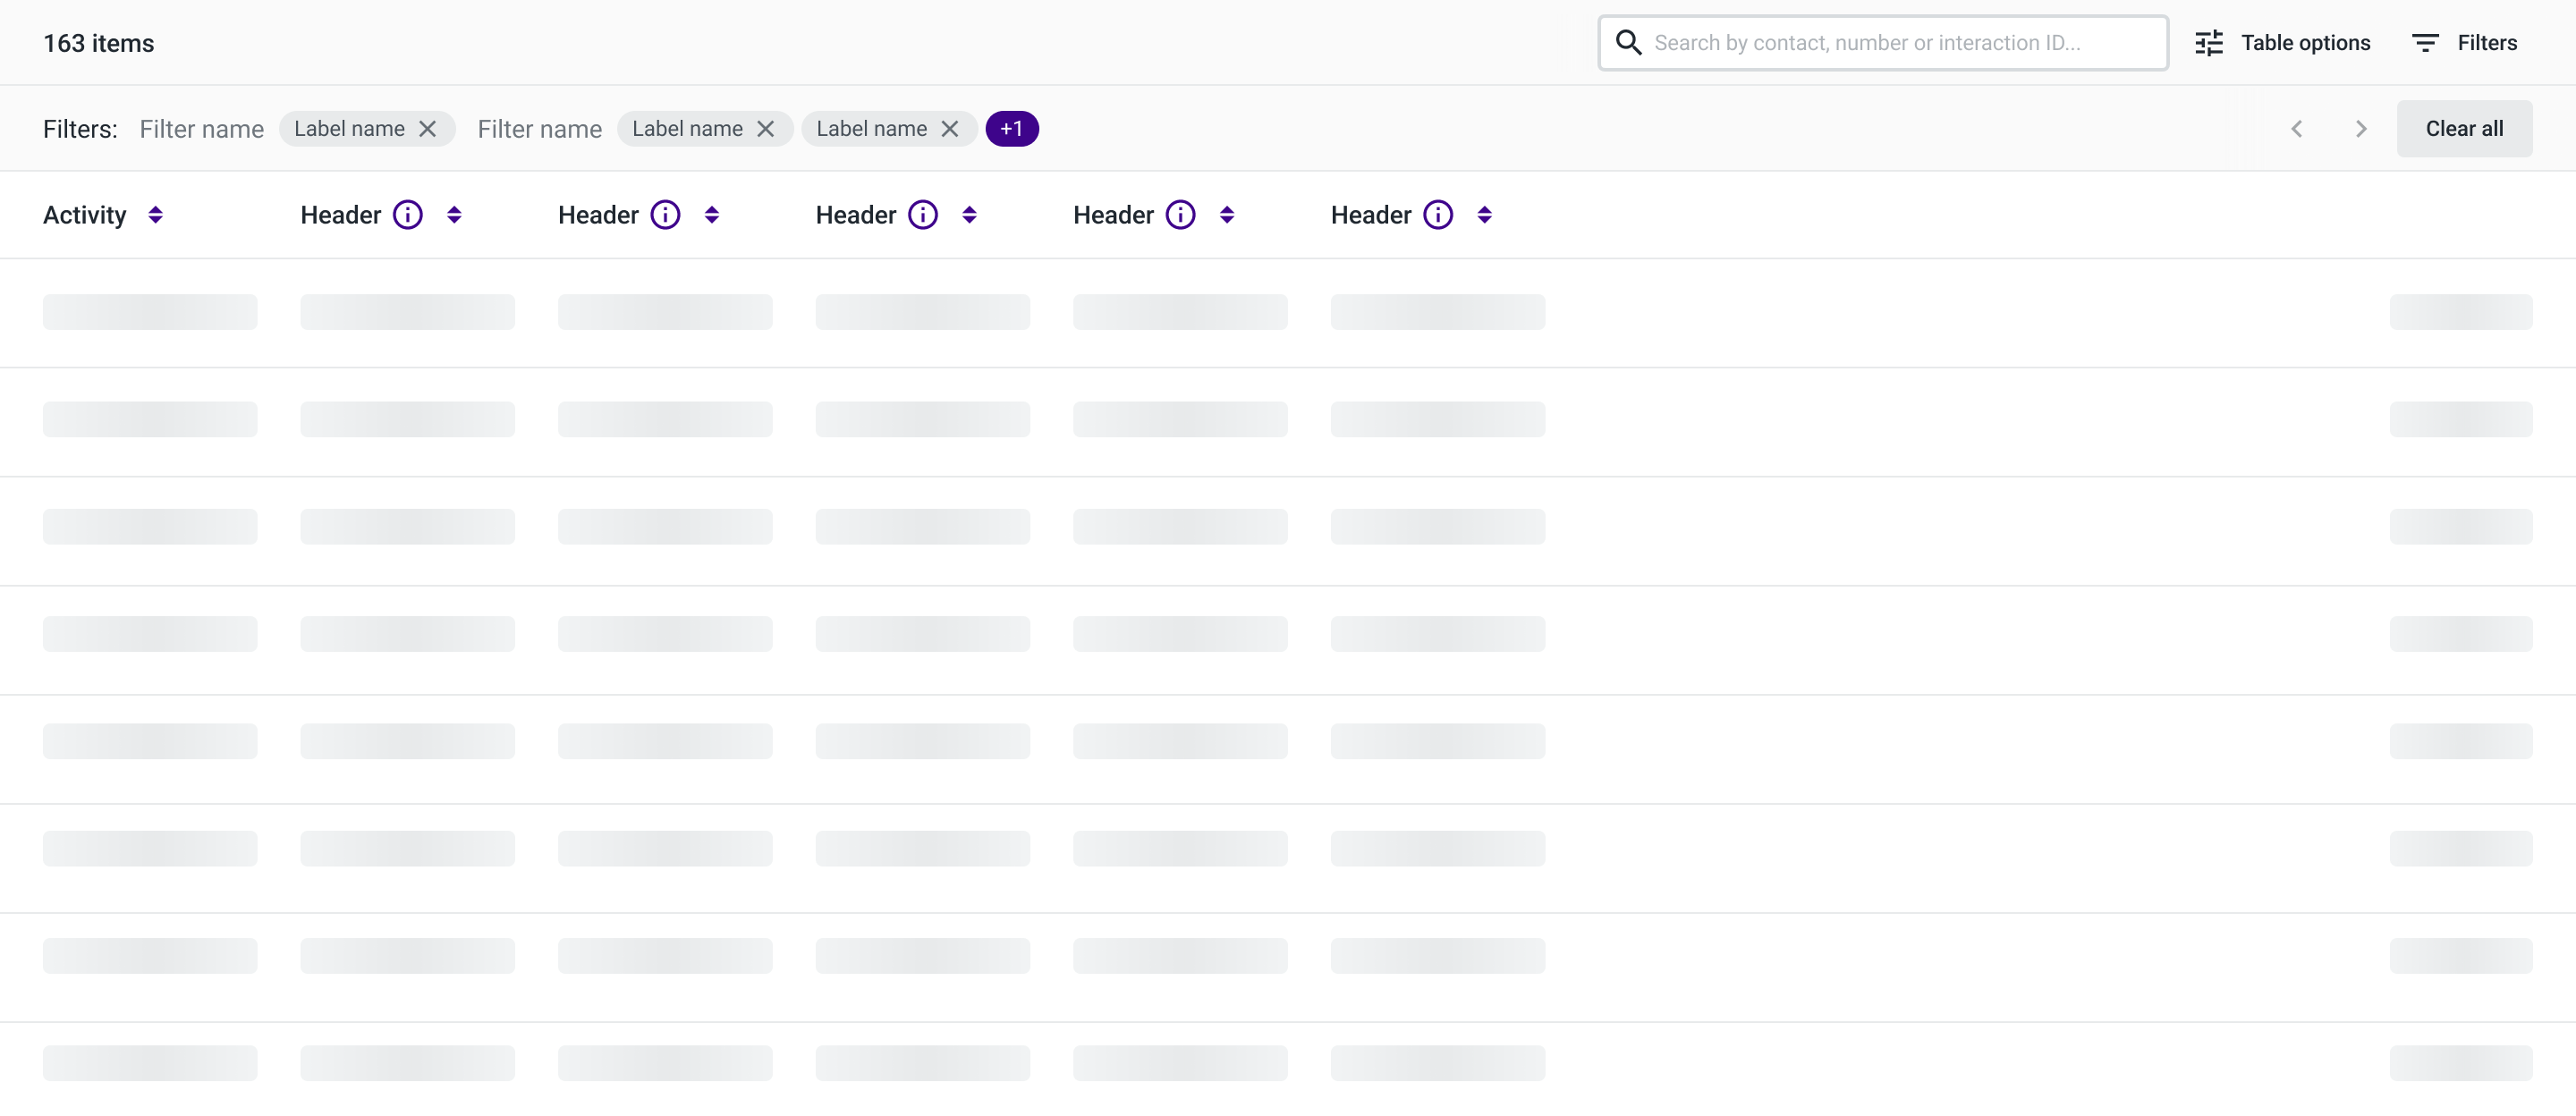 163 items Search by contact, number or interaction ID... Table options Filters
Filters: Filter name Label name Filter name Label name Label name +1 Clear all
Activity Header Header Header Header Header